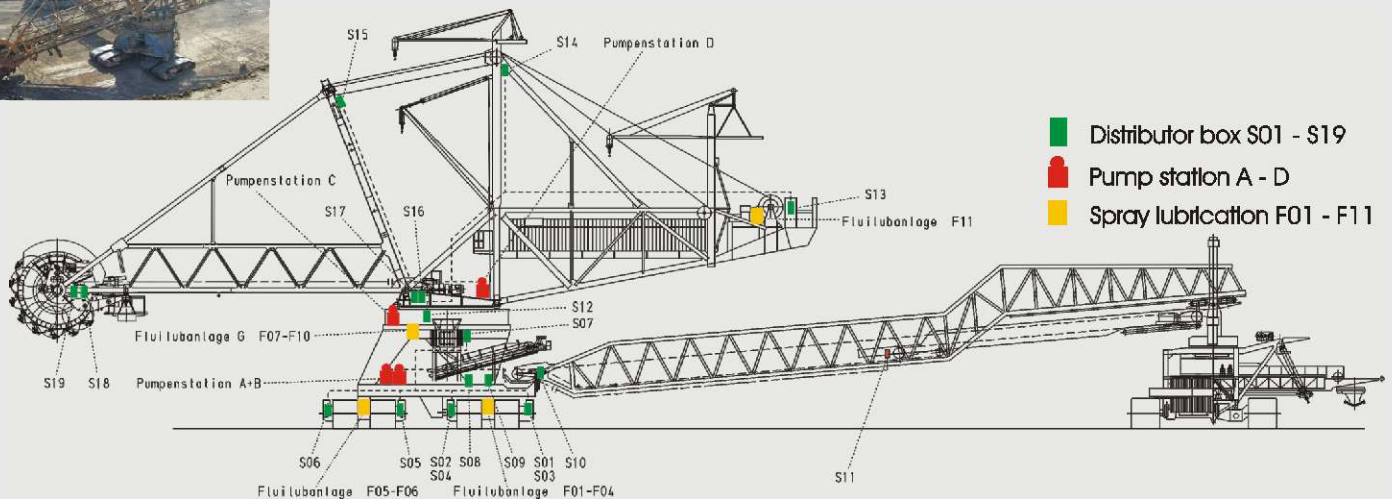 S15
S14
Pumpenstation D
Distributor box S01 - S19
Pump station A - D
Spray lubrication F01 - F11
Pumpenstation C
S17
S16
S13
Fluilubanlage F11
S12
S07
Fluilubanlage G F07-F10
S19
S18
Pumpenstation A+B
S06
S05
S02
S04
S08
S09
S01
S03
S10
S11
Fluilubanlage F05-F06
Fluilubanlage F01-F04